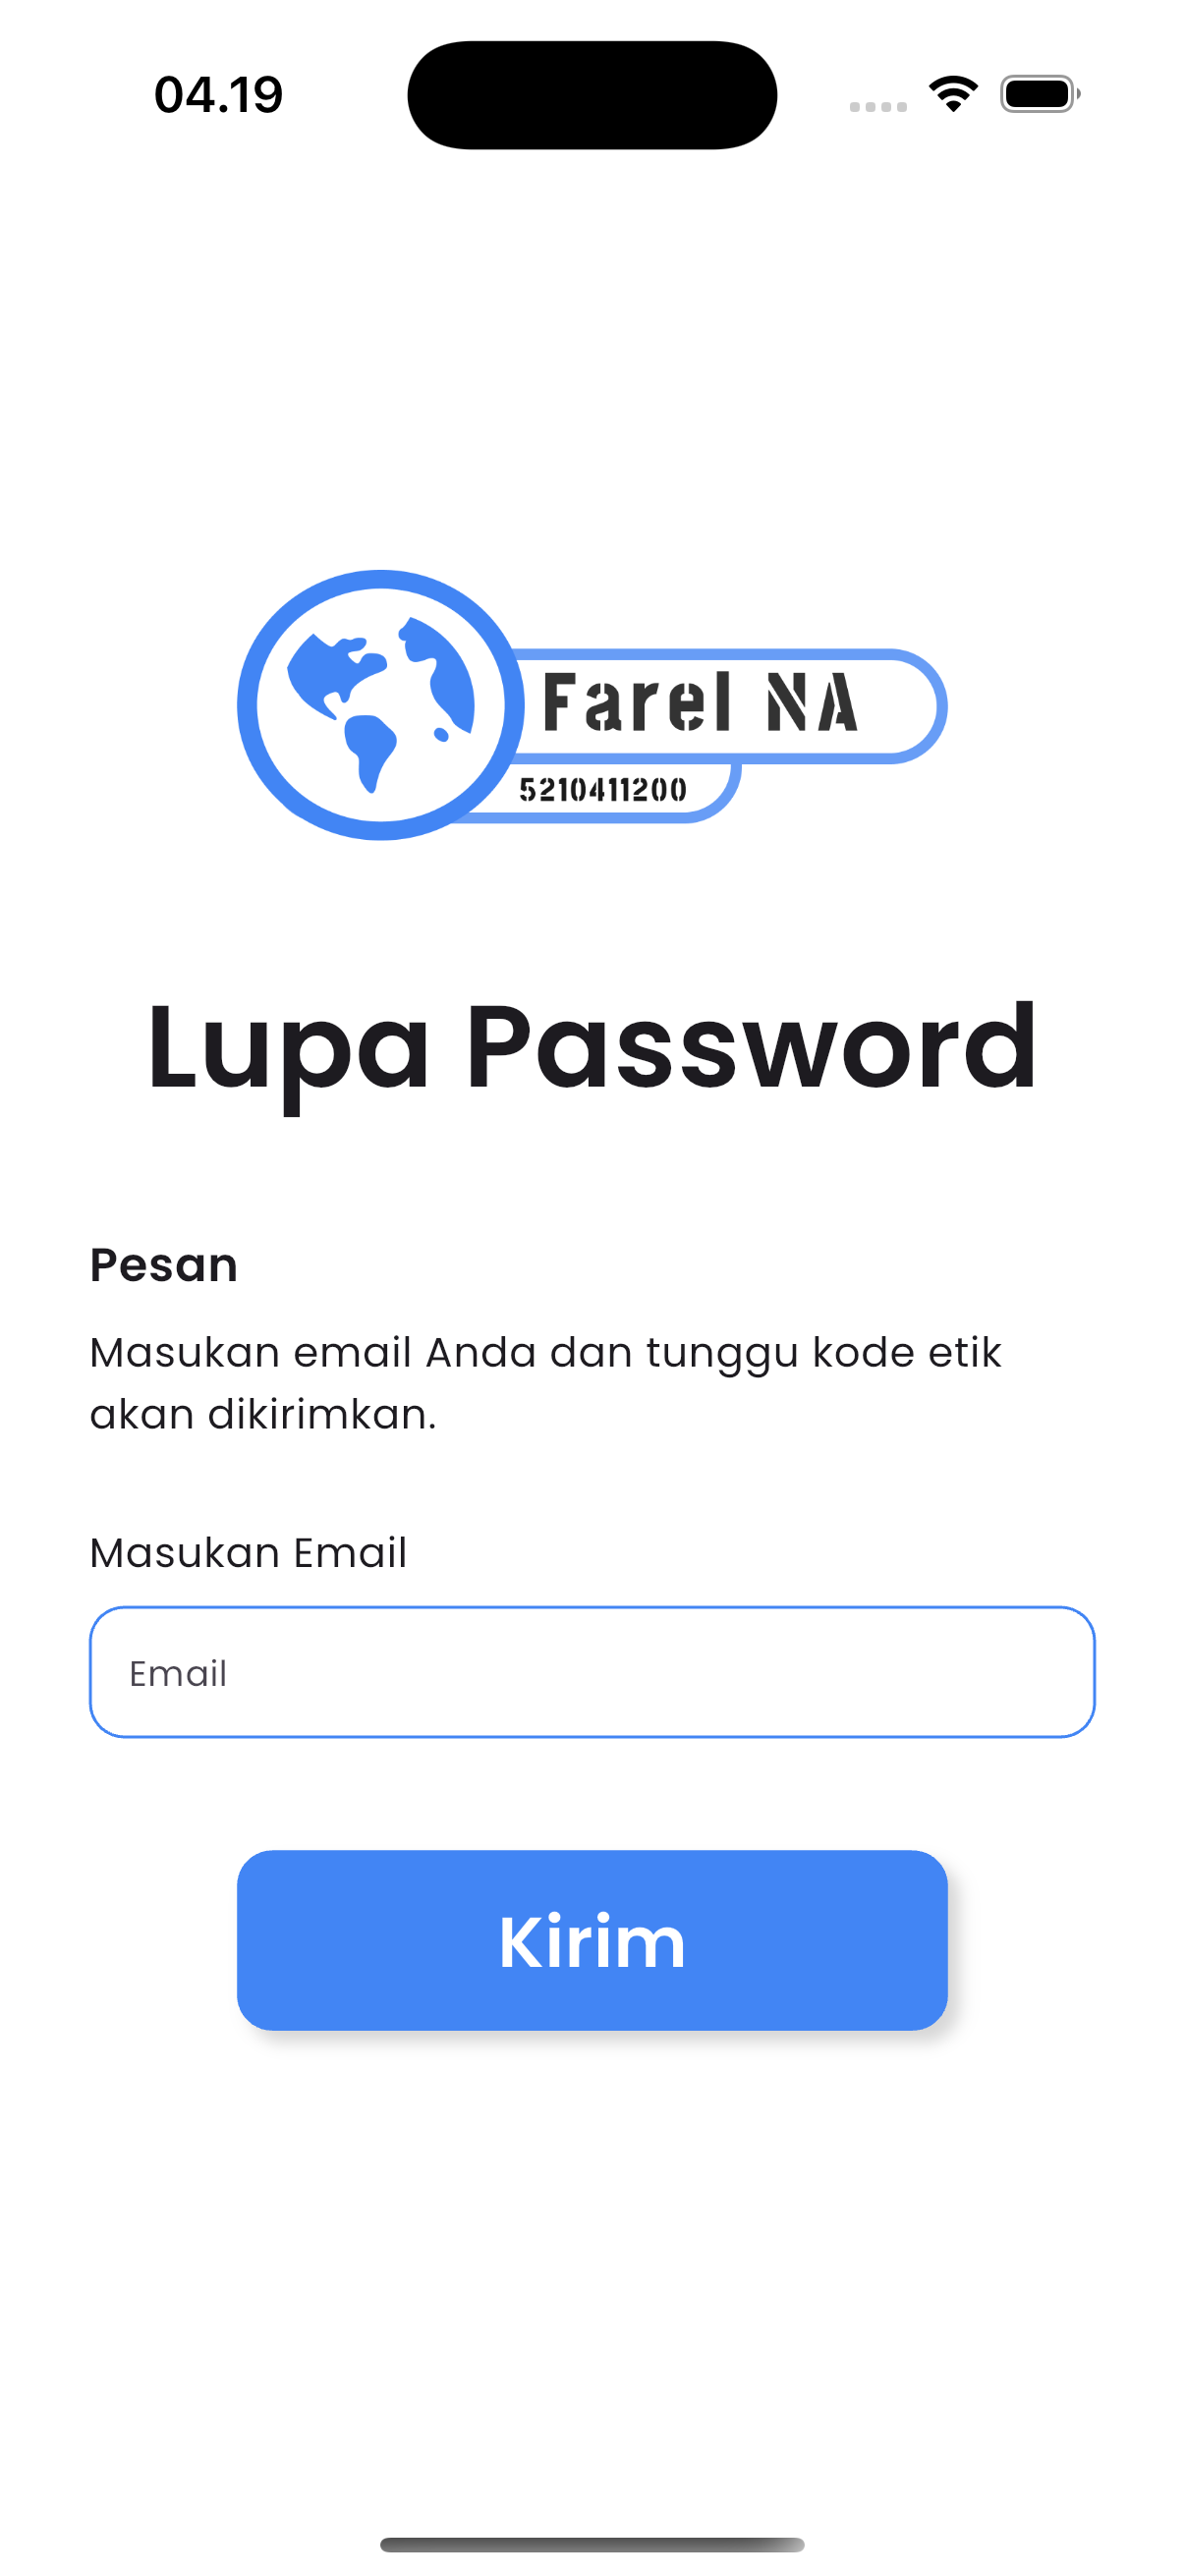 04.19
Farel NA
5210411200
Lupa Password
Pesan
Masukan email Anda dan tunggu kode etik
akan dikirimkan.
Masukan Email
Email
Kirim